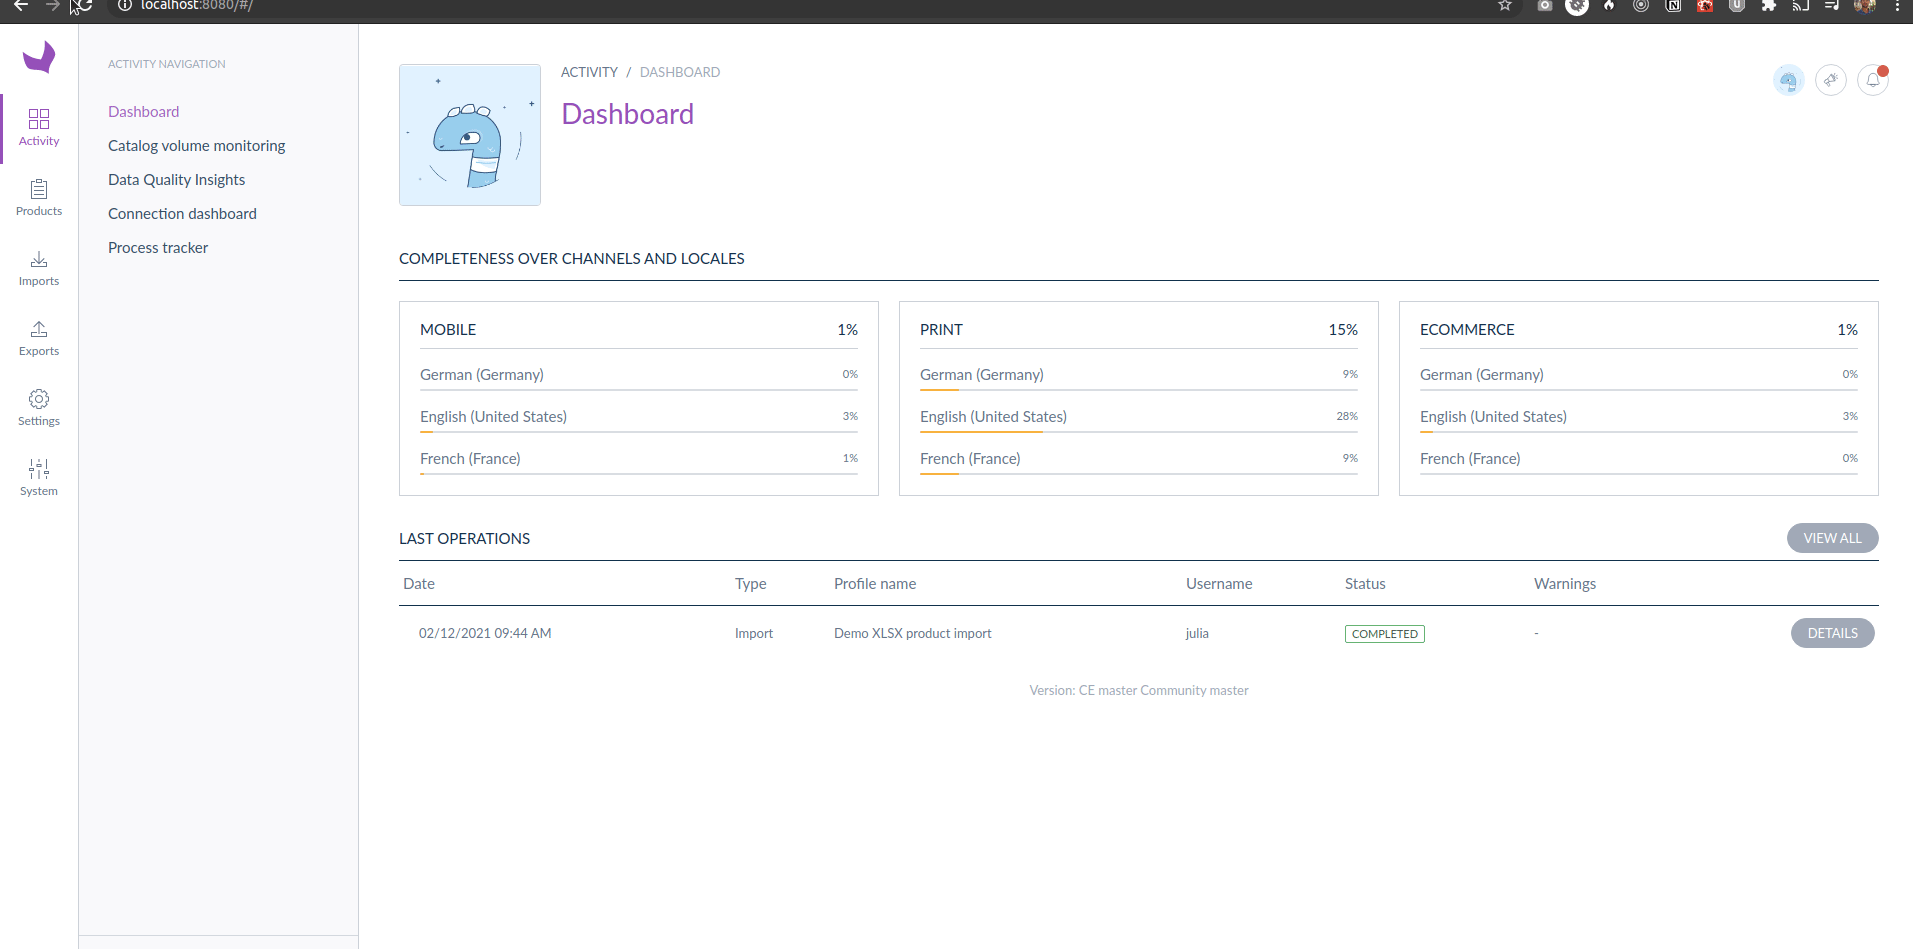 localhost:8080/#/
ACTIVITY NAVIGATION
Dashboard
Catalog volume monitoring
Data Quality Insights
Connection dashboard
Process tracker
Activity
Products
Imports
Exports
Settings
System
ACTIVITY / DASHBOARD
Dashboard
COMPLETENESS OVER CHANNELS AND LOCALES
MOBILE 1%
German (Germany) 0%
English (United States) 3%
French (France) 1%
PRINT 15%
German (Germany) 9%
English (United States) 28%
French (France) 9%
ECOMMERCE 1%
German (Germany) 0%
English (United States) 3%
French (France) 0%
LAST OPERATIONS VIEW ALL
Date Type Profile name Username Status Warnings
02/12/2021 09:44 AM Import Demo XLSX product import julia COMPLETED - DETAILS
Version: CE master Community master